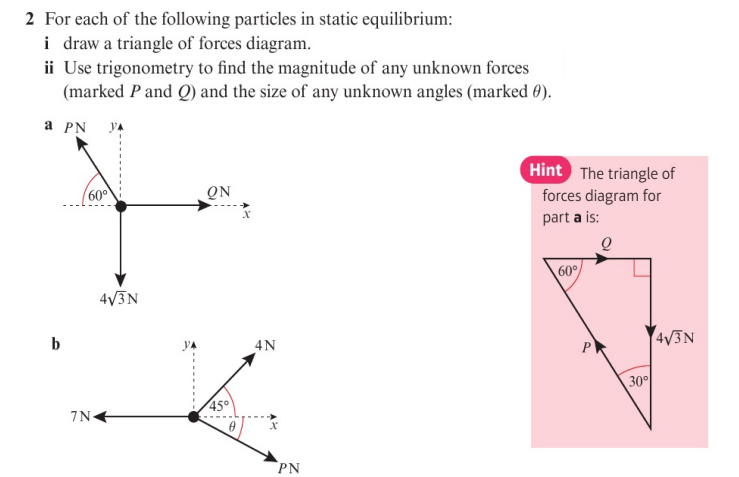 2 For each of the following particles in static equilibrium:
i draw a triangle of forces diagram.
ii Use trigonometry to find the magnitude of any unknown forces
(marked P and Q) and the size of any unknown angles (marked θ).
a PN y
60°
QN
x
4√3N
Hint The triangle of
forces diagram for
part a is:
Q
60°
4√3N
P
30°
b y 4N
45°
7N
θ x
PN